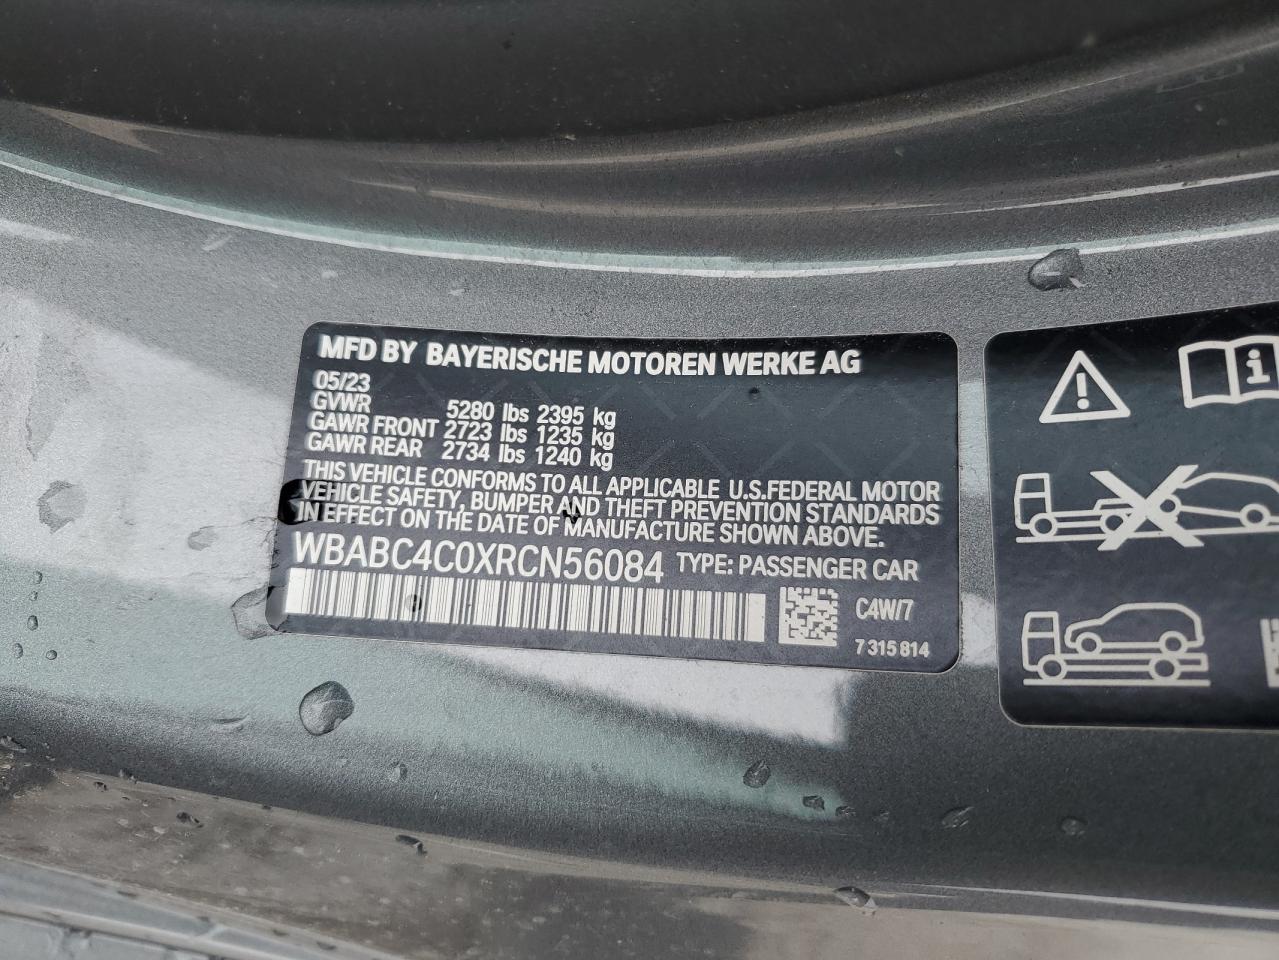 MFD BY BAYERISCHE MOTOREN WERKE AG
05/23
GVWR 5280 lbs 2395 kg
GAWR FRONT 2723 lbs 1235 kg
GAWR REAR 2734 lbs 1240 kg
THIS VEHICLE CONFORMS TO ALL APPLICABLE U.S.FEDERAL MOTOR
VEHICLE SAFETY, BUMPER AND THEFT PREVENTION STANDARDS
IN EFFECT ON THE DATE OF MANUFACTURE SHOWN ABOVE.
WBABC4C0XRCN56084 TYPE: PASSENGER CAR
C4W/7
7 315 814